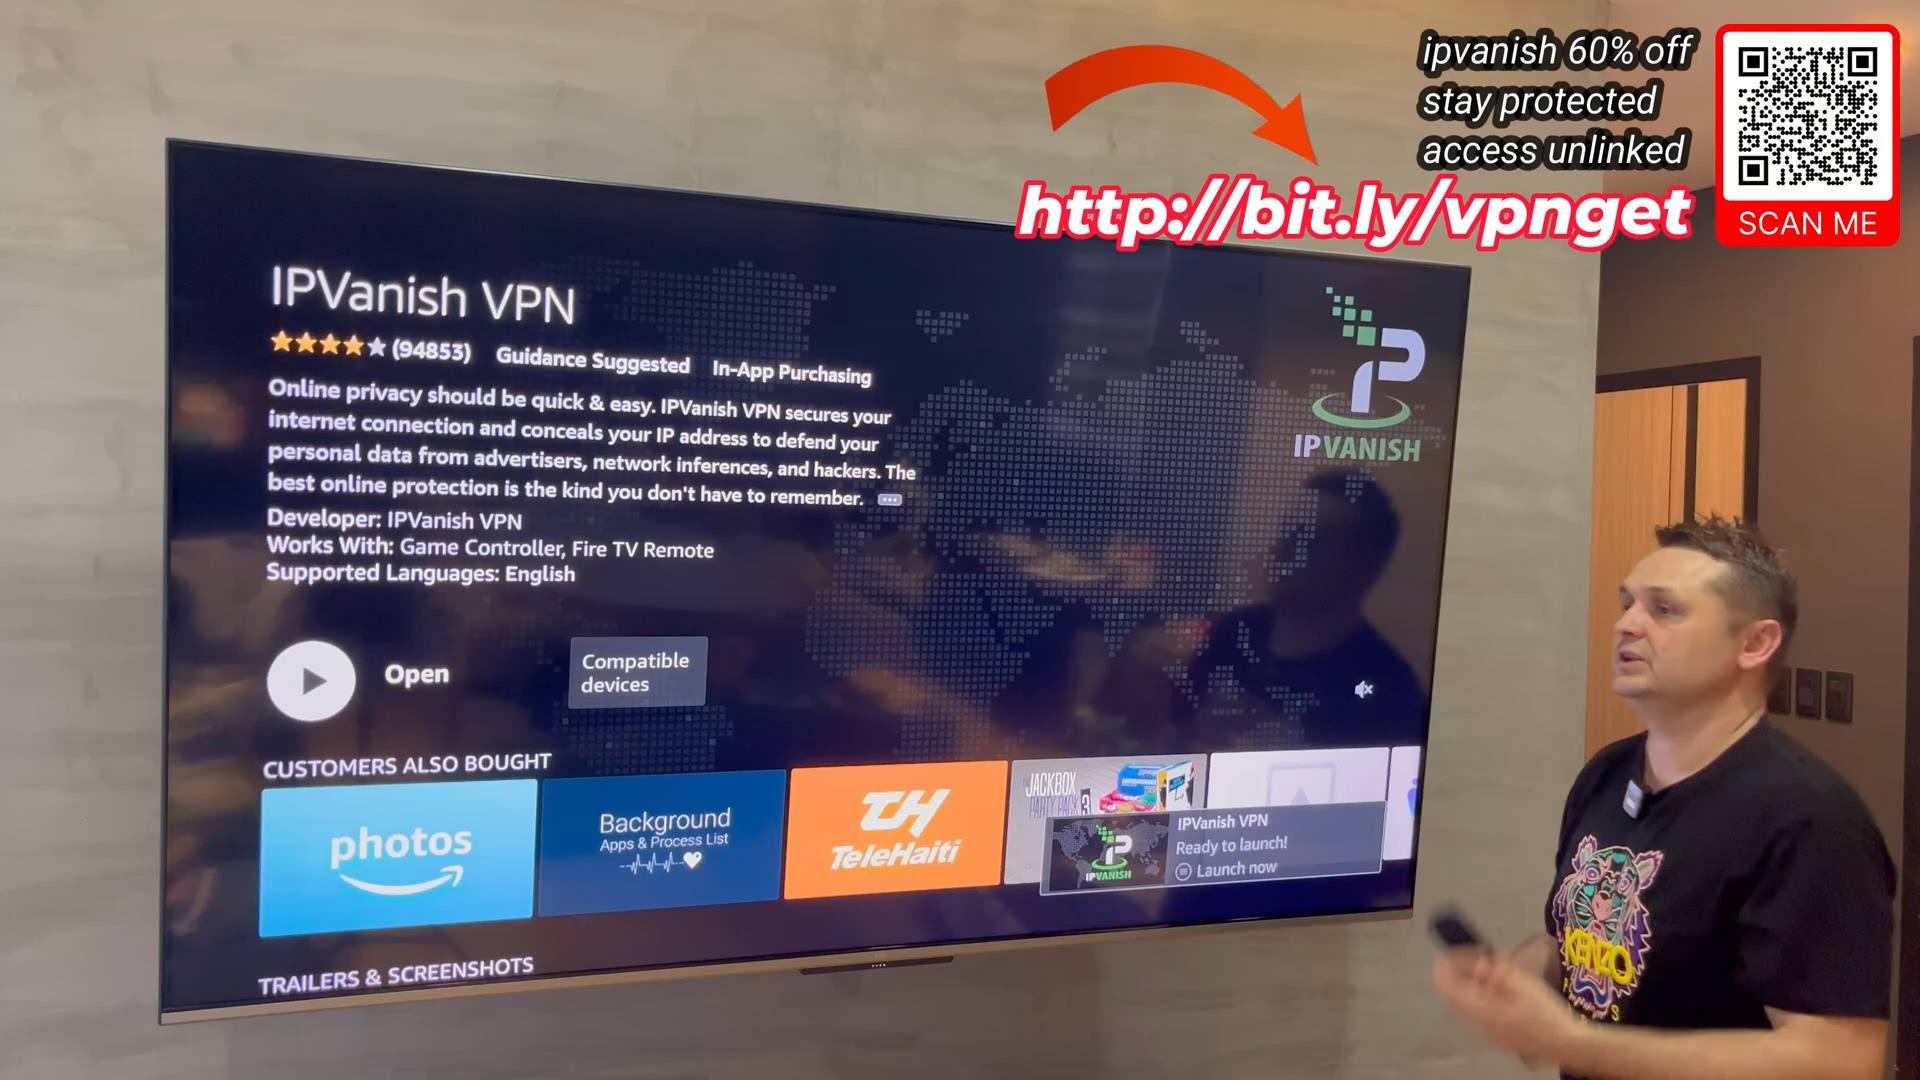 ipvanish 60% off
stay protected
access unlinked
http://bit.ly/vpnget
SCAN ME
IPVanish VPN
(94853) Guidance Suggested In-App Purchasing
Online privacy should be quick & easy. IPVanish VPN secures your
internet connection and conceals your IP address to defend your
personal data from advertisers, network inferences, and hackers. The
best online protection is the kind you don't have to remember.
Developer: IPVanish VPN
Works With: Game Controller, Fire TV Remote
Supported Languages: English
IPVANISH
Open
Compatible
devices
CUSTOMERS ALSO BOUGHT
photos
Background
Apps & Process List
TH
TeleHaiti
JACKBOX
PARTY PACK 3
IPVANISH
IPVanish VPN
Ready to launch!
Launch now
TRAILERS & SCREENSHOTS
KENZO